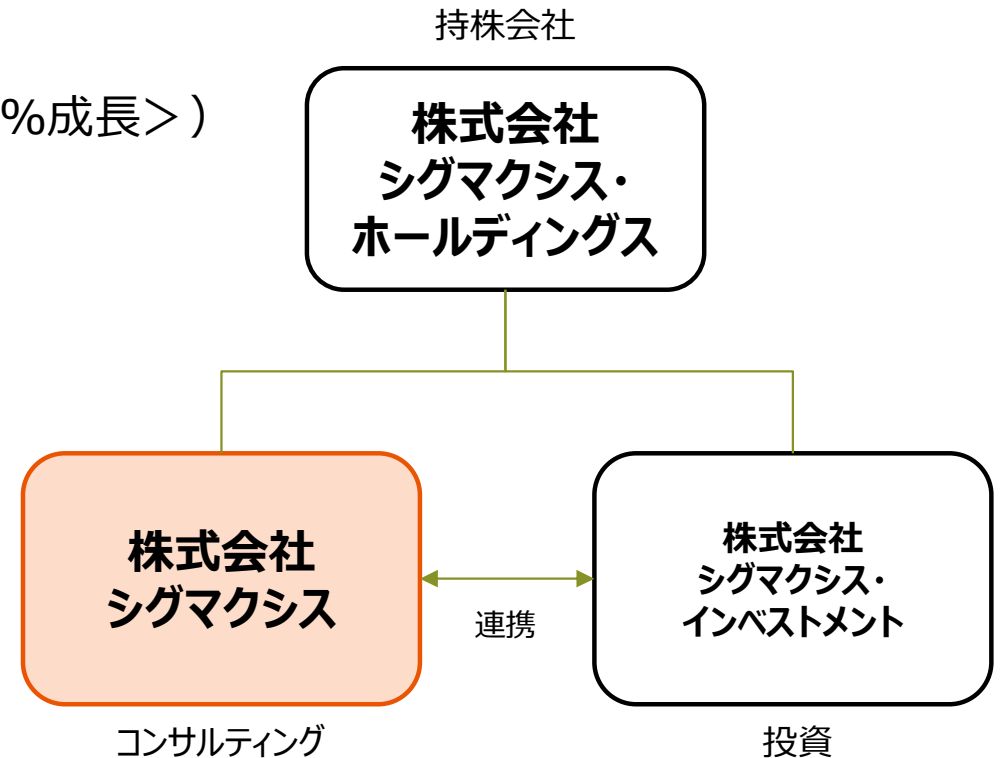 持株会社
%成長＞）
株式会社
シグマクシス・
ホールディングス
株式会社
シグマクシス
連携
株式会社
シグマクシス・
インベストメント
コンサルティング
投資